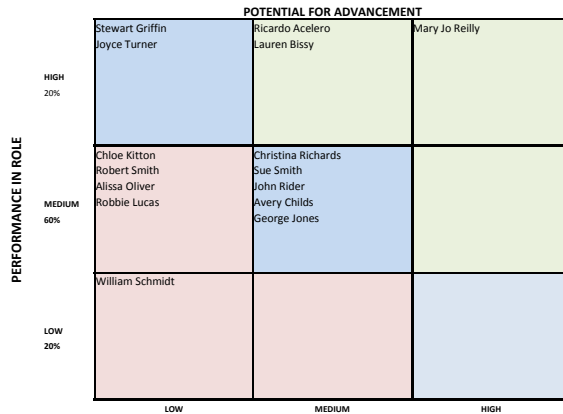 POTENTIAL FOR ADVANCEMENT
PERFORMANCE IN ROLE
HIGH
20%
Stewart Griffin
Joyce Turner
Ricardo Acelero
Lauren Bissy
Mary Jo Reilly
MEDIUM
60%
Chloe Kitton
Robert Smith
Alissa Oliver
Robbie Lucas
Christina Richards
Sue Smith
John Rider
Avery Childs
George Jones
LOW
20%
William Schmidt
LOW
MEDIUM
HIGH